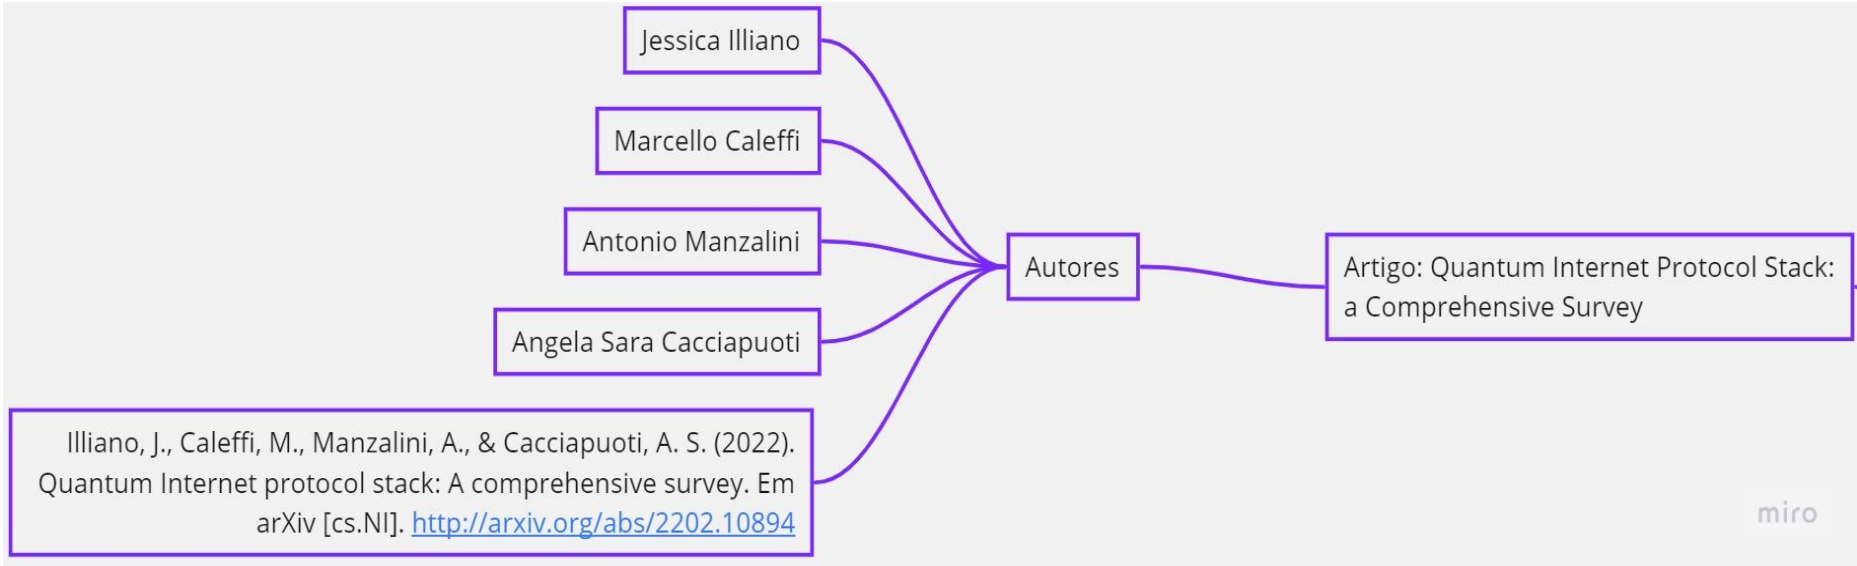 Jessica Illiano
Marcello Caleffi
Antonio Manzalini
Angela Sara Cacciapuoti
Illiano, J., Caleffi, M., Manzalini, A., & Cacciapuoti, A. S. (2022).
Quantum Internet protocol stack: A comprehensive survey. Em
arXiv [cs.NI]. http://arxiv.org/abs/2202.10894
Autores
Artigo: Quantum Internet Protocol Stack:
a Comprehensive Survey
miro